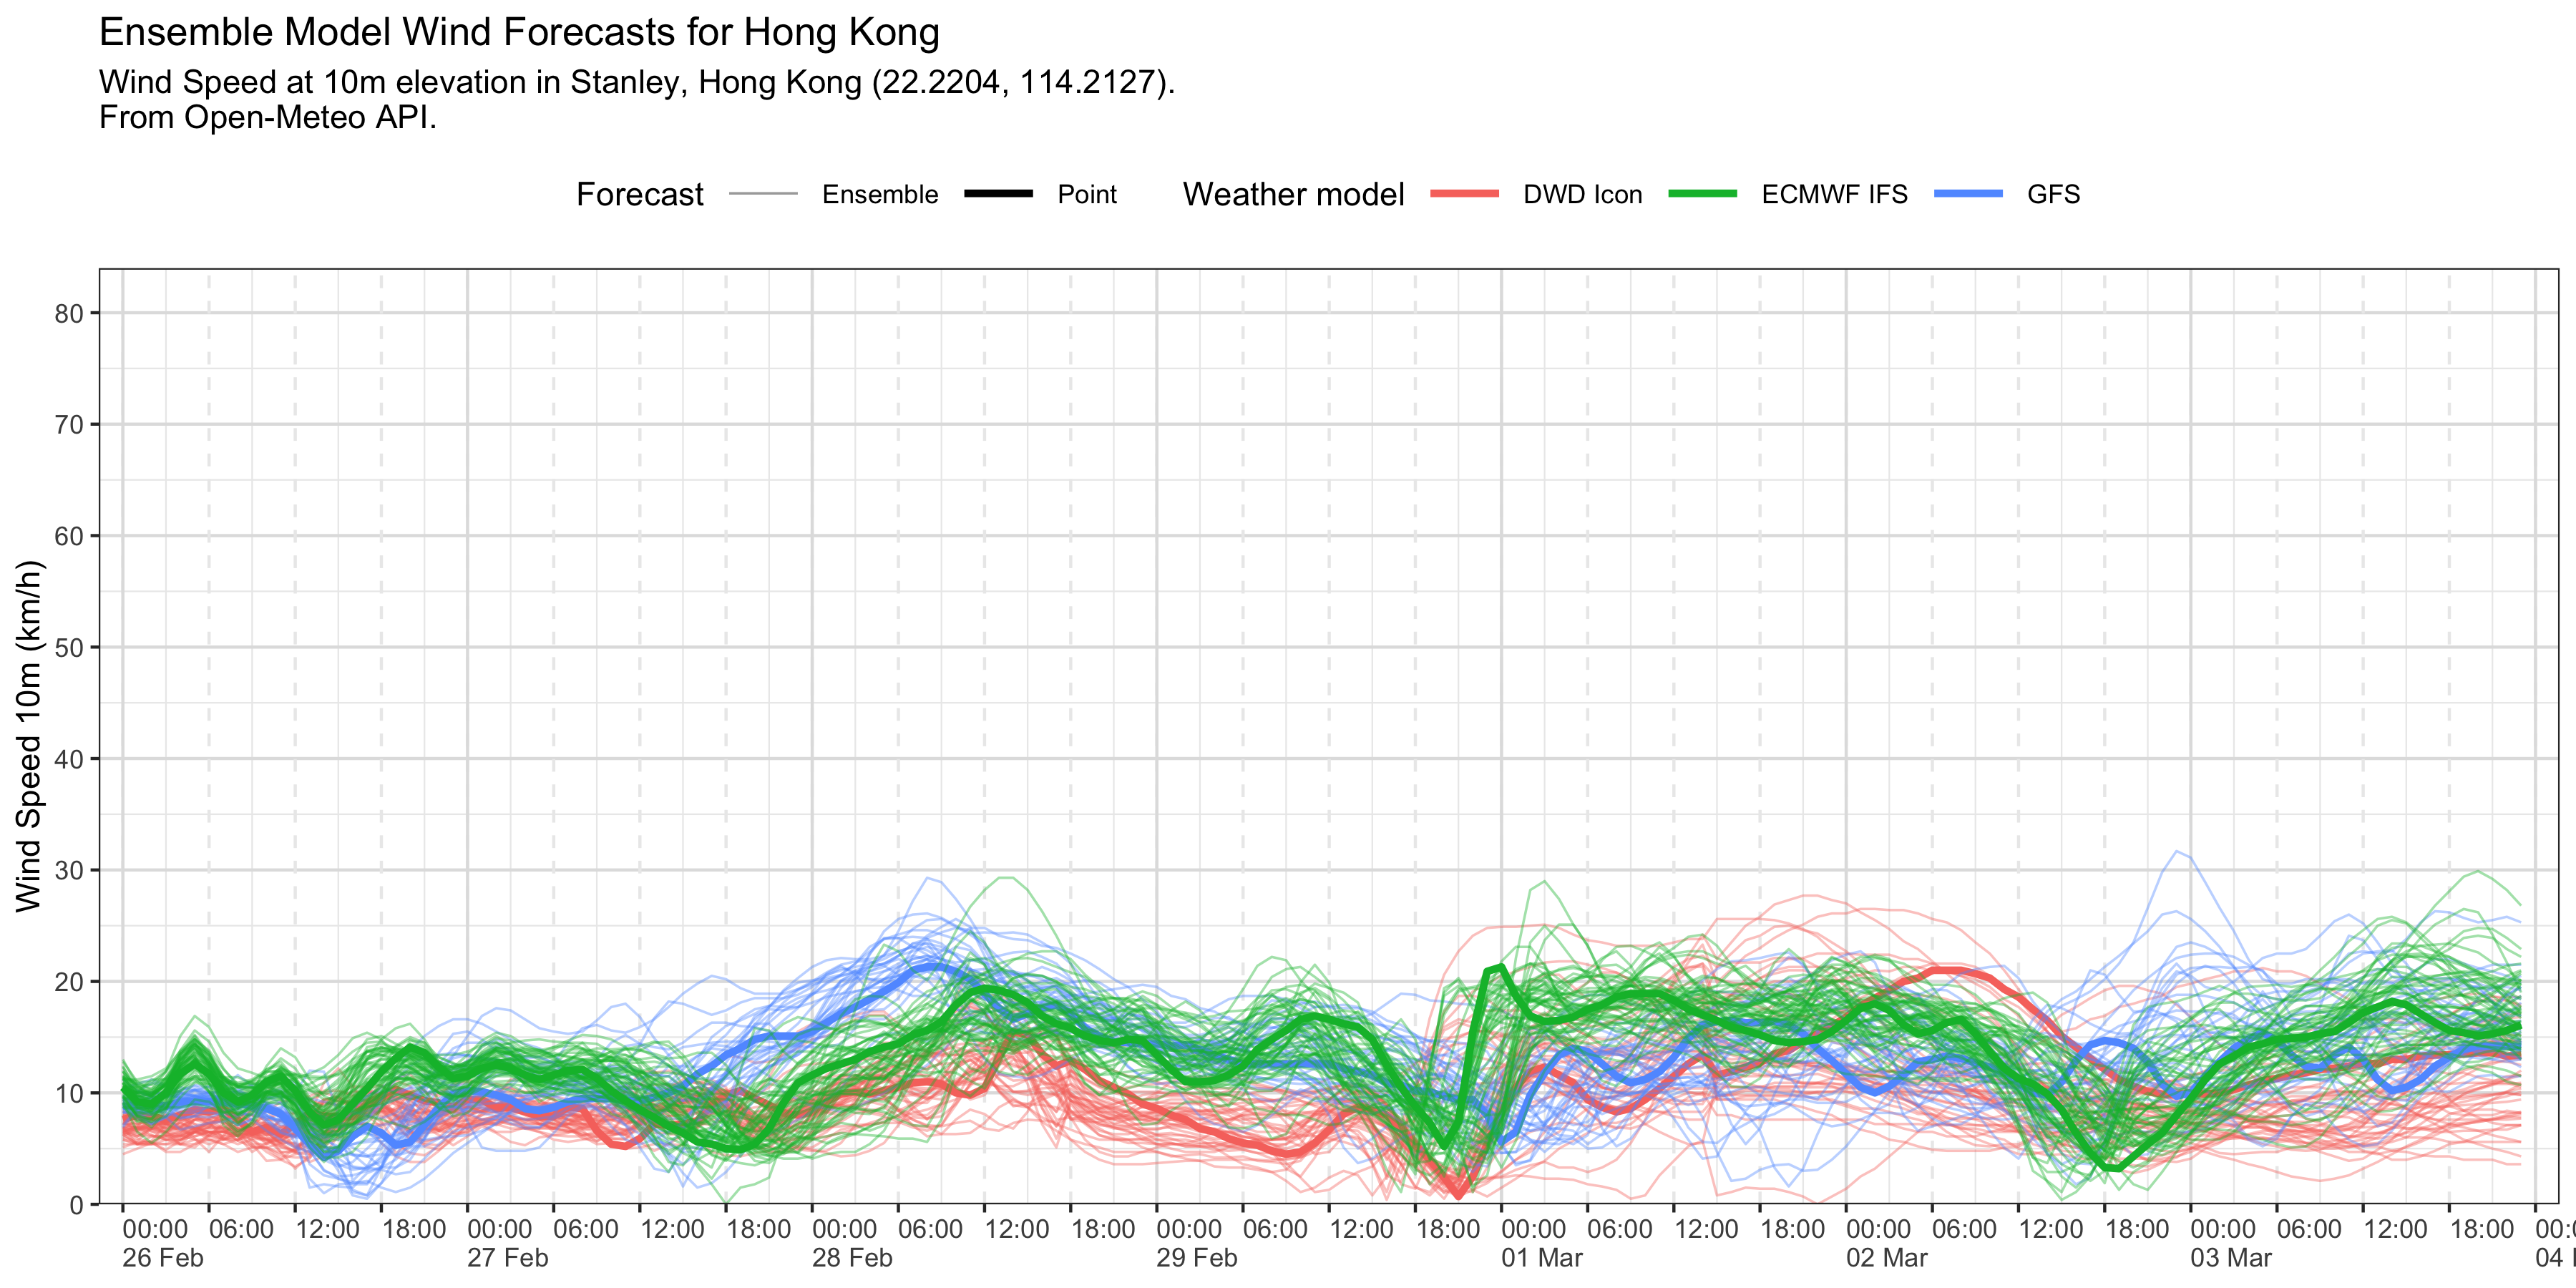 Ensemble Model Wind Forecasts for Hong Kong
Wind Speed at 10m elevation in Stanley, Hong Kong (22.2204, 114.2127).
From Open-Meteo API.
Forecast Ensemble Point Weather model DWD Icon ECMWF IFS GFS
Wind Speed 10m (km/h)
80
70
60
50
40
30
20
10
0
00:00 06:00 12:00 18:00 00:00 06:00 12:00 18:00 00:00 06:00 12:00 18:00 00:00 06:00 12:00 18:00 00:00 06:00 12:00 18:00 00:00 06:00 12:00 18:00 00:00 06:00 12:00 18:00
26 Feb 27 Feb 28 Feb 29 Feb 01 Mar 02 Mar 03 Mar 04